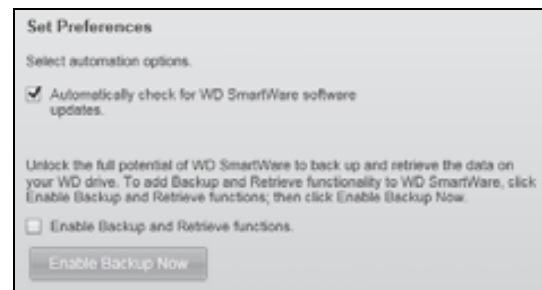 Set Preferences
Select automation options.
Automatically check for WD SmartWare software
updates.
Unlock the full potential of WD SmartWare to back up and retrieve the data on
your WD drive. To add Backup and Retrieve functionality to WD SmartWare, click
Enable Backup and Retrieve functions; then click Enable Backup Now.
Enable Backup and Retrieve functions.
Enable Backup Now